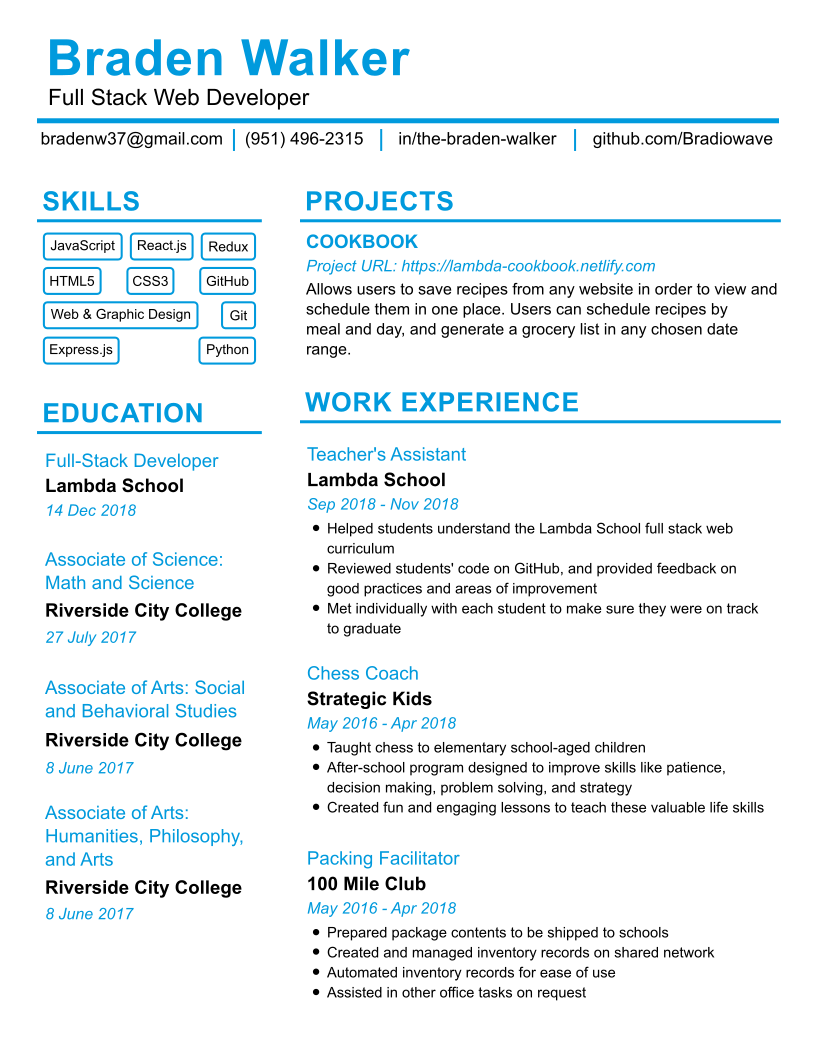 Braden Walker
Full Stack Web Developer
bradenw37@gmail.com (951) 496-2315 in/the-braden-walker github.com/Bradiowave
SKILLS
JavaScript React.js Redux
HTML5 CSS3 GitHub
Web & Graphic Design Git
Express.js Python
EDUCATION
Full-Stack Developer
Lambda School
14 Dec 2018
Associate of Science:
Math and Science
Riverside City College
27 July 2017
Associate of Arts: Social
and Behavioral Studies
Riverside City College
8 June 2017
Associate of Arts:
Humanities, Philosophy,
and Arts
Riverside City College
8 June 2017
PROJECTS
COOKBOOK
Project URL: https://lambda-cookbook.netlify.com
Allows users to save recipes from any website in order to view and
schedule them in one place. Users can schedule recipes by
meal and day, and generate a grocery list in any chosen date
range.
WORK EXPERIENCE
Teacher's Assistant
Lambda School
Sep 2018 - Nov 2018
• Helped students understand the Lambda School full stack web
curriculum
• Reviewed students' code on GitHub, and provided feedback on
good practices and areas of improvement
• Met individually with each student to make sure they were on track
to graduate
Chess Coach
Strategic Kids
May 2016 - Apr 2018
• Taught chess to elementary school-aged children
• After-school program designed to improve skills like patience,
decision making, problem solving, and strategy
• Created fun and engaging lessons to teach these valuable life skills
Packing Facilitator
100 Mile Club
May 2016 - Apr 2018
• Prepared package contents to be shipped to schools
• Created and managed inventory records on shared network
• Automated inventory records for ease of use
• Assisted in other office tasks on request